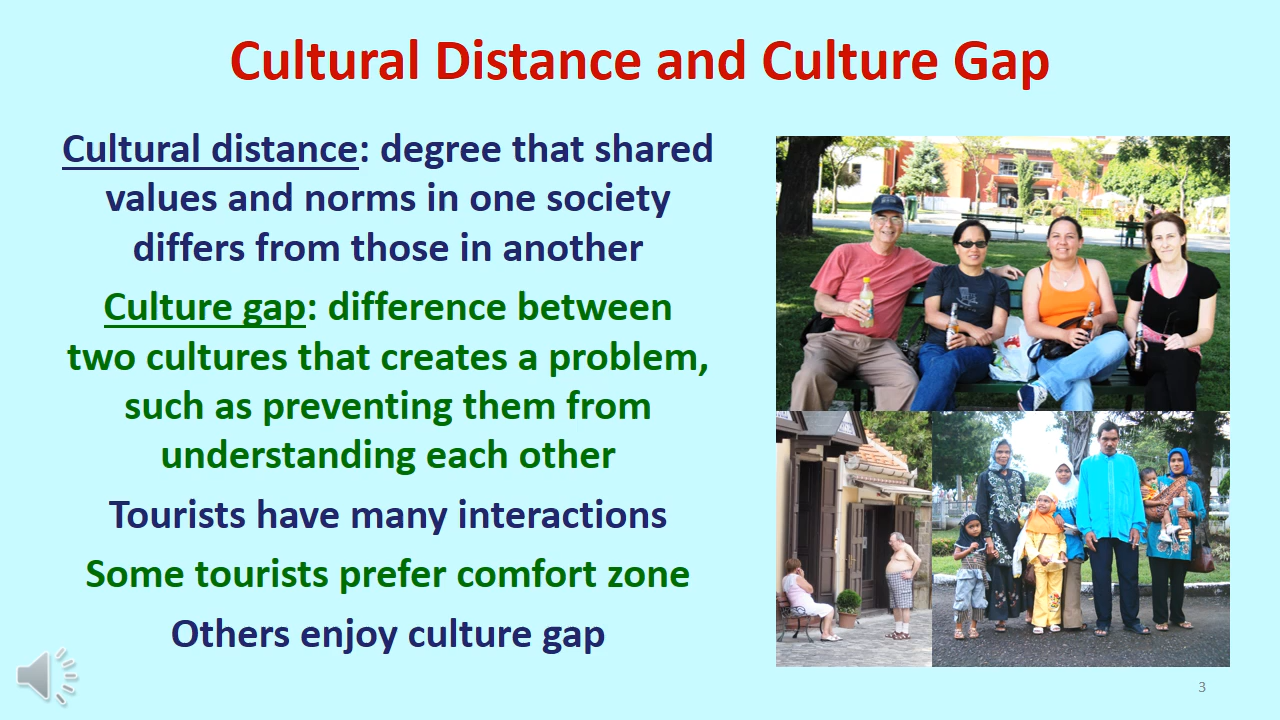 Cultural Distance and Culture Gap
Cultural distance: degree that shared
values and norms in one society
differs from those in another
Culture gap: difference between
two cultures that creates a problem,
such as preventing them from
understanding each other
Tourists have many interactions
Some tourists prefer comfort zone
Others enjoy culture gap
3